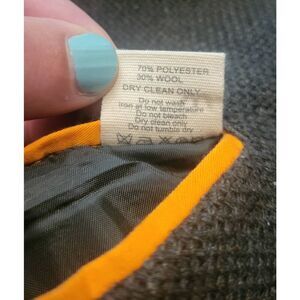 70% POLYESTER
30% WOOL
DRY CLEAN ONLY
Do not wash
Iron at low temperature
Do not bleach
Dry clean only
Do not tumble dry